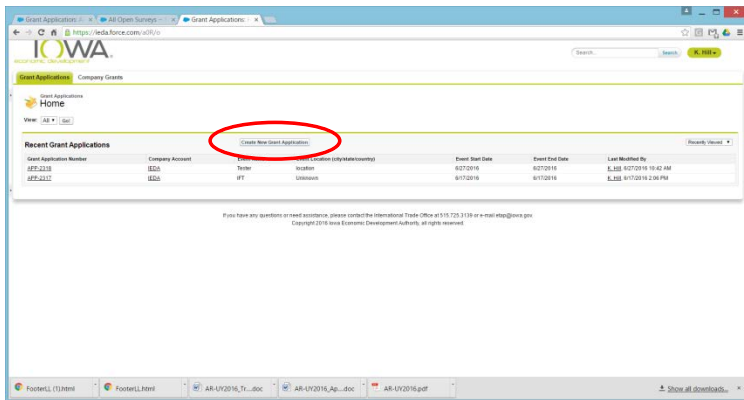 Grant Application: A
All Open Surveys ~
Grant Applications:
https://ieda.force.com/a0R/o
IOWA
economic development
Search...
Search
K. Hill
Grant Applications
Company Grants
Grant Applications
Home
View: All Go!
Recent Grant Applications
Create New Grant Application
Recently Viewed
Grant Application Number Company Account Event Location (city/state/country) Event Start Date Event End Date Last Modified By
APP-2318 IEDA Tester location 6/27/2016 6/27/2016 K. Hill, 6/27/2016 10:42 AM
APP-2317 IEDA IFT Unknown 6/17/2016 6/17/2016 K. Hill, 6/17/2016 2:06 PM
If you have any questions or need assistance, please contact the International Trade Office at 515.725.3139 or e-mail etap@iowa.gov
Copyright 2016 Iowa Economic Development Authority, all rights reserved.
FooterLL (1).html
FooterLL.html
AR-UY2016_Tr....doc
AR-UY2016_Ap....doc
AR-UY2016.pdf
Show all downloads...